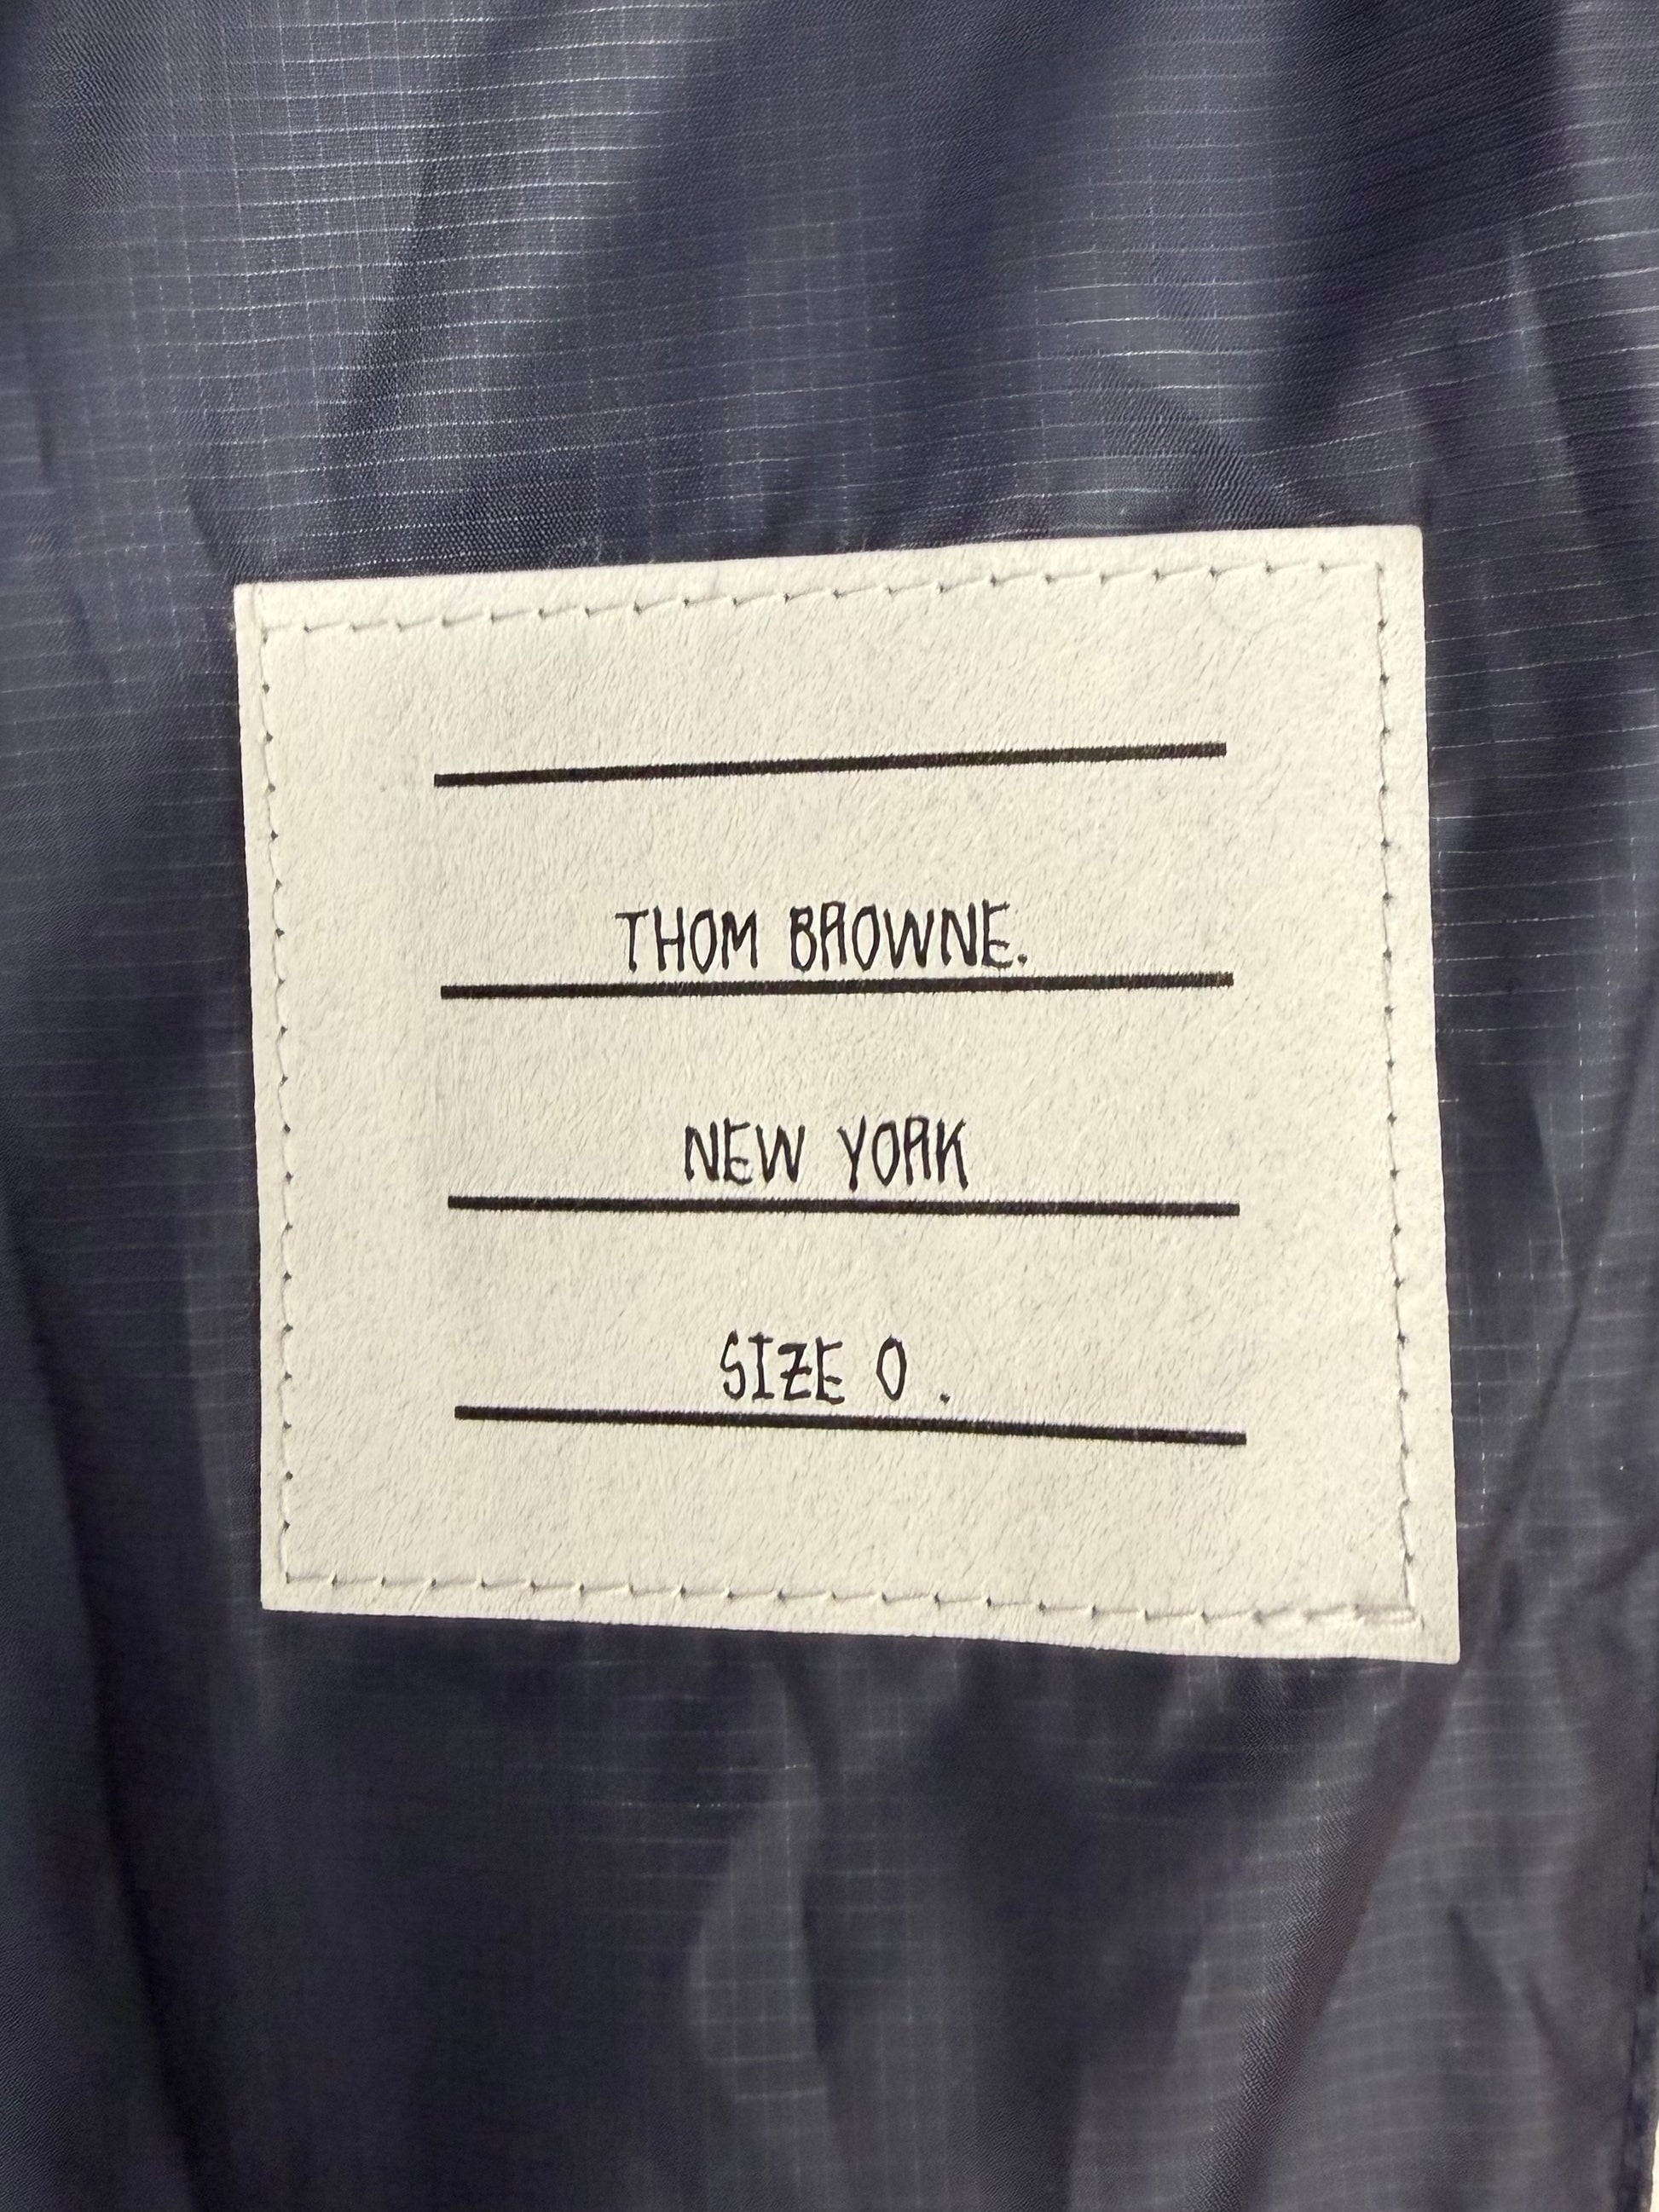 THOM BROWNE.
NEW YORK
SIZE 0 .